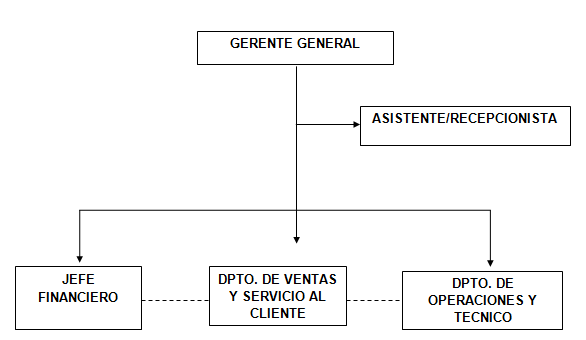 GERENTE GENERAL
ASISTENTE/RECEPCIONISTA
JEFE
FINANCIERO
DPTO. DE VENTAS
Y SERVICIO AL
CLIENTE
DPTO. DE
OPERACIONES Y
TECNICO